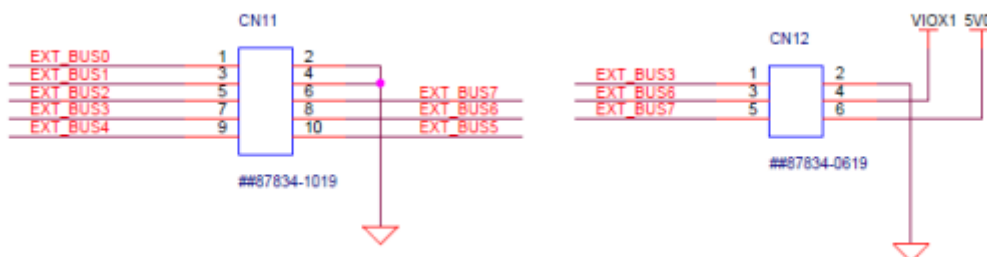 CN11
EXT_BUS0 1 2
EXT_BUS1 3 4
EXT_BUS2 5 6 EXT_BUS7
EXT_BUS3 7 8 EXT_BUS6
EXT_BUS4 9 10 EXT_BUS5
##87834-1019
VIOX1
CN12
EXT_BUS3 1 2
EXT_BUS6 3 4
EXT_BUS7 5 6
##87834-0619